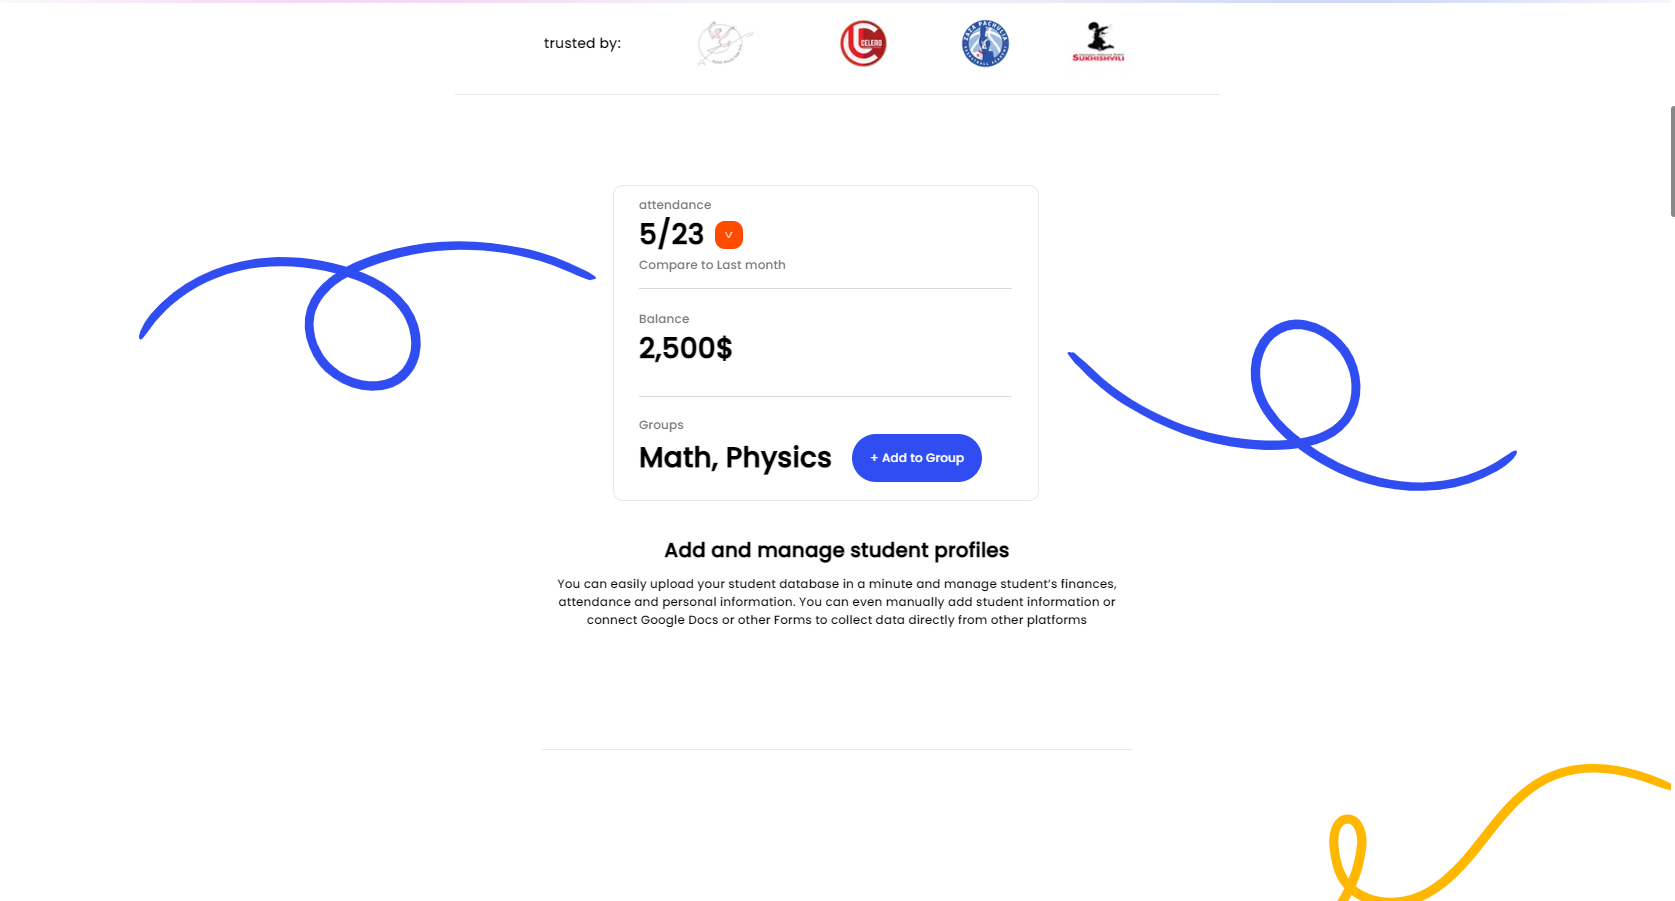 trusted by:
CELERO
ZAZA PACHULIA
SUKHISHVILI
attendance
5/23
Compare to Last month
Balance
2,500$
Groups
Math, Physics
+ Add to Group
Add and manage student profiles
You can easily upload your student database in a minute and manage student’s finances,
attendance and personal information. You can even manually add student information or
connect Google Docs or other Forms to collect data directly from other platforms